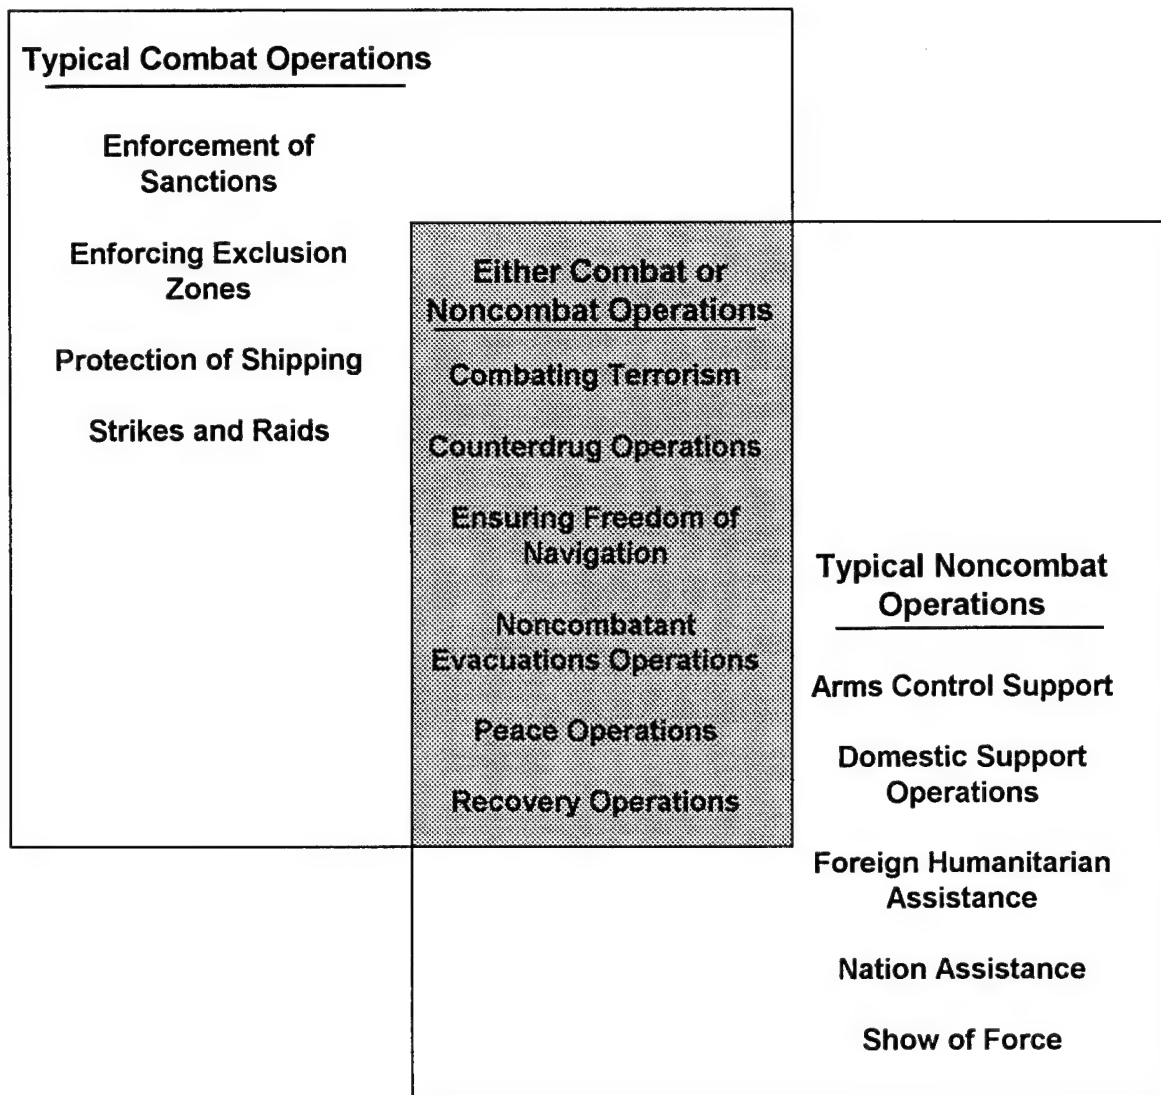 Typical Combat Operations
Enforcement of
Sanctions
Enforcing Exclusion
Zones
Protection of Shipping
Strikes and Raids
Either Combat or
Noncombat Operations
Combating Terrorism
Counterdrug Operations
Ensuring Freedom of
Navigation
Noncombatant
Evacuations Operations
Peace Operations
Recovery Operations
Typical Noncombat
Operations
Arms Control Support
Domestic Support
Operations
Foreign Humanitarian
Assistance
Nation Assistance
Show of Force